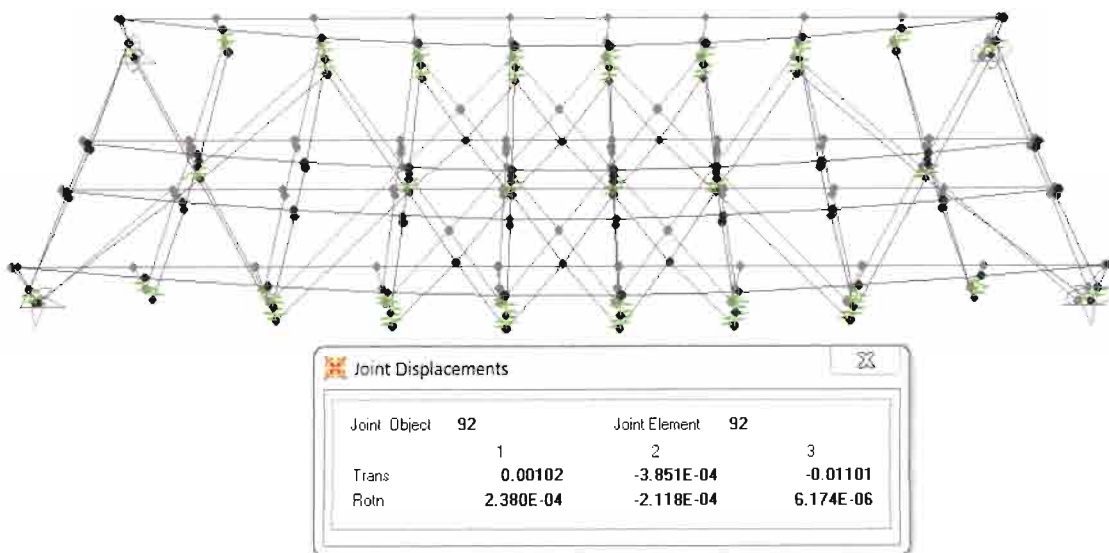 Joint Displacements
Joint Object 92 Joint Element 92
1 2 3
Trans 0.00102 -3.851E-04 -0.01101
Rotn 2.380E-04 -2.118E-04 6.174E-06